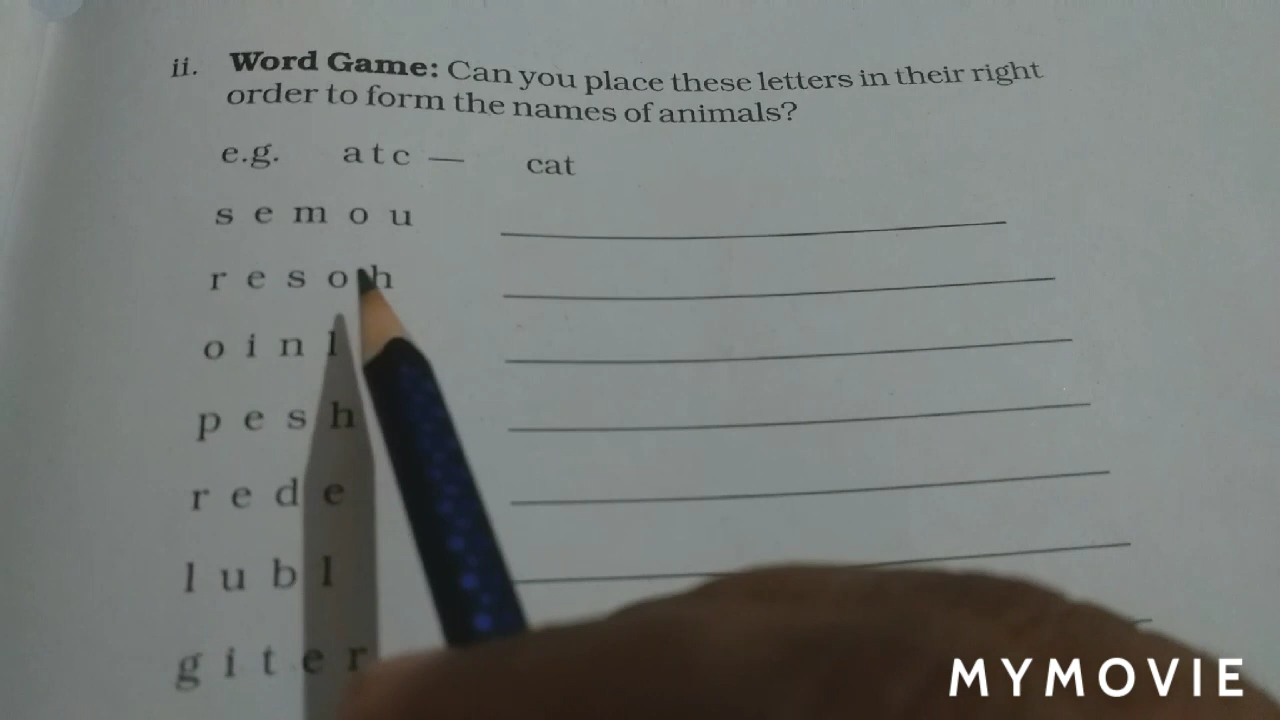 ii. Word Game: Can you place these letters in their right
order to form the names of animals?
e.g. a t c — cat
s e m o u
r e s o h
o i n l
p e s h
r e d e
l u b l
g i t e r
MYMOVIE